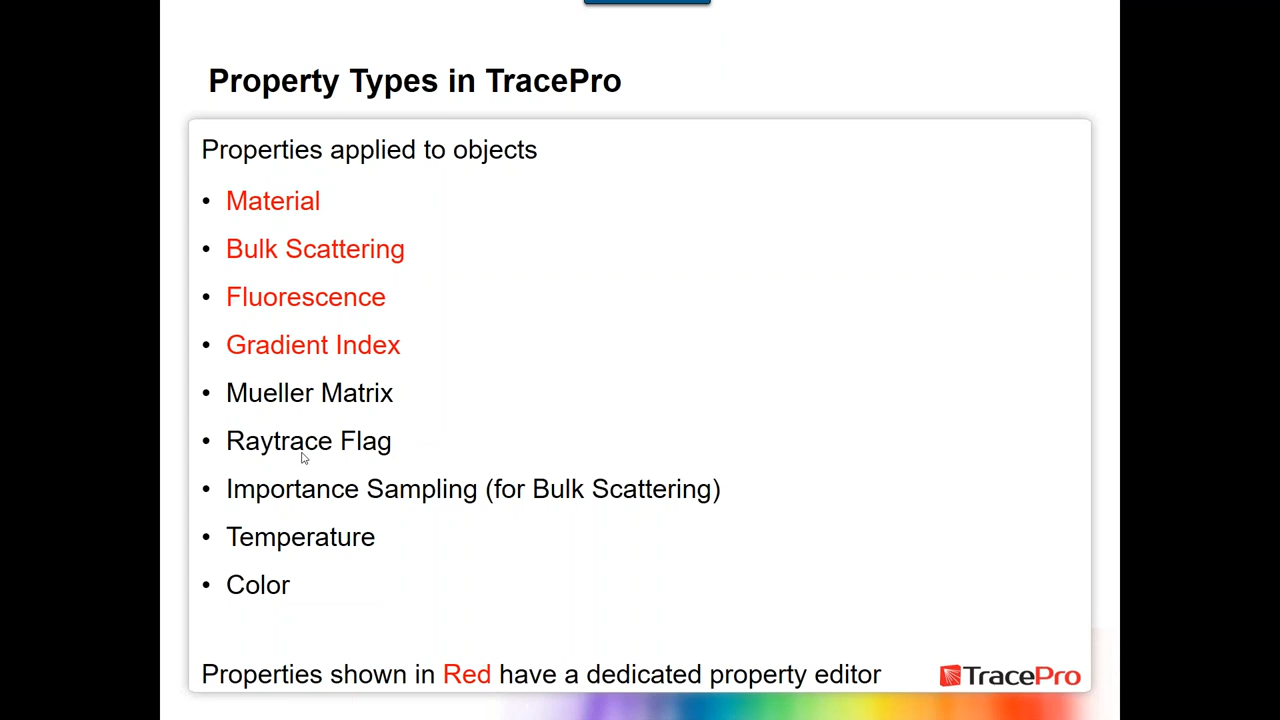 Property Types in TracePro
Properties applied to objects
• Material
• Bulk Scattering
• Fluorescence
• Gradient Index
• Mueller Matrix
• Raytrace Flag
• Importance Sampling (for Bulk Scattering)
• Temperature
• Color
Properties shown in Red have a dedicated property editor
TracePro